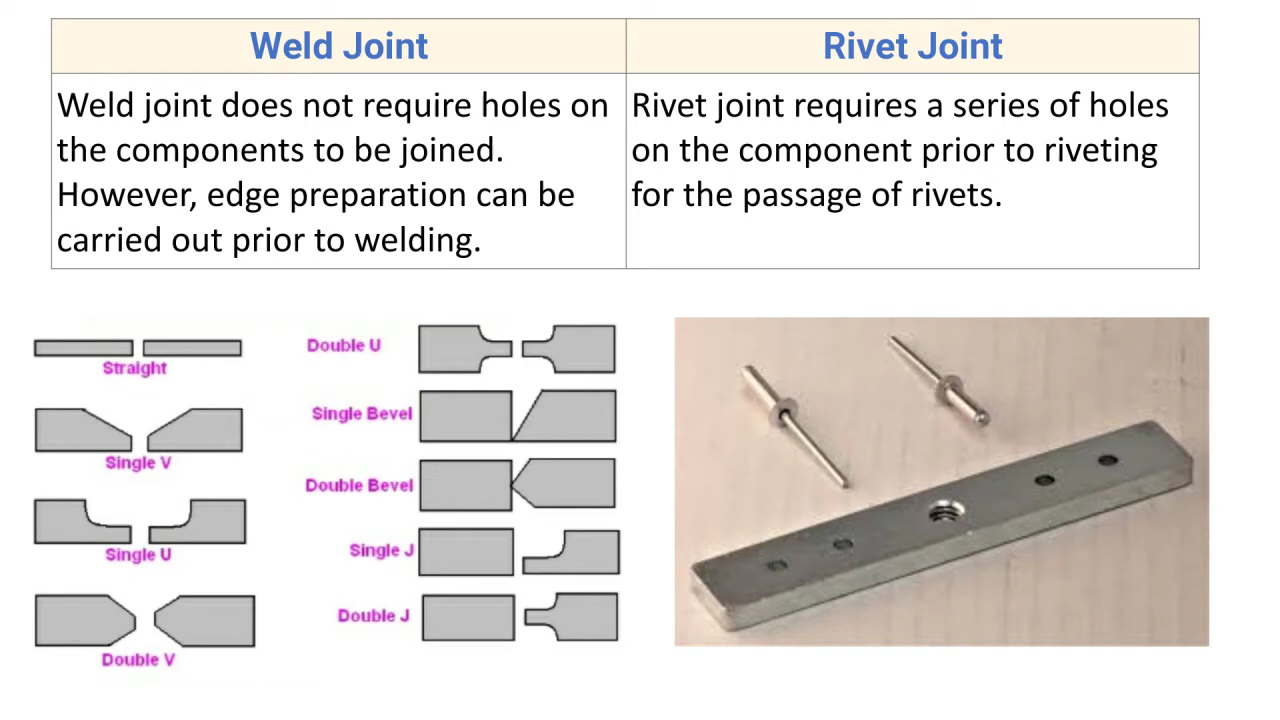 Weld Joint
Rivet Joint
Weld joint does not require holes on
the components to be joined.
However, edge preparation can be
carried out prior to welding.
Rivet joint requires a series of holes
on the component prior to riveting
for the passage of rivets.
Straight
Single V
Single U
Double V
Double U
Single Bevel
Double Bevel
Single J
Double J